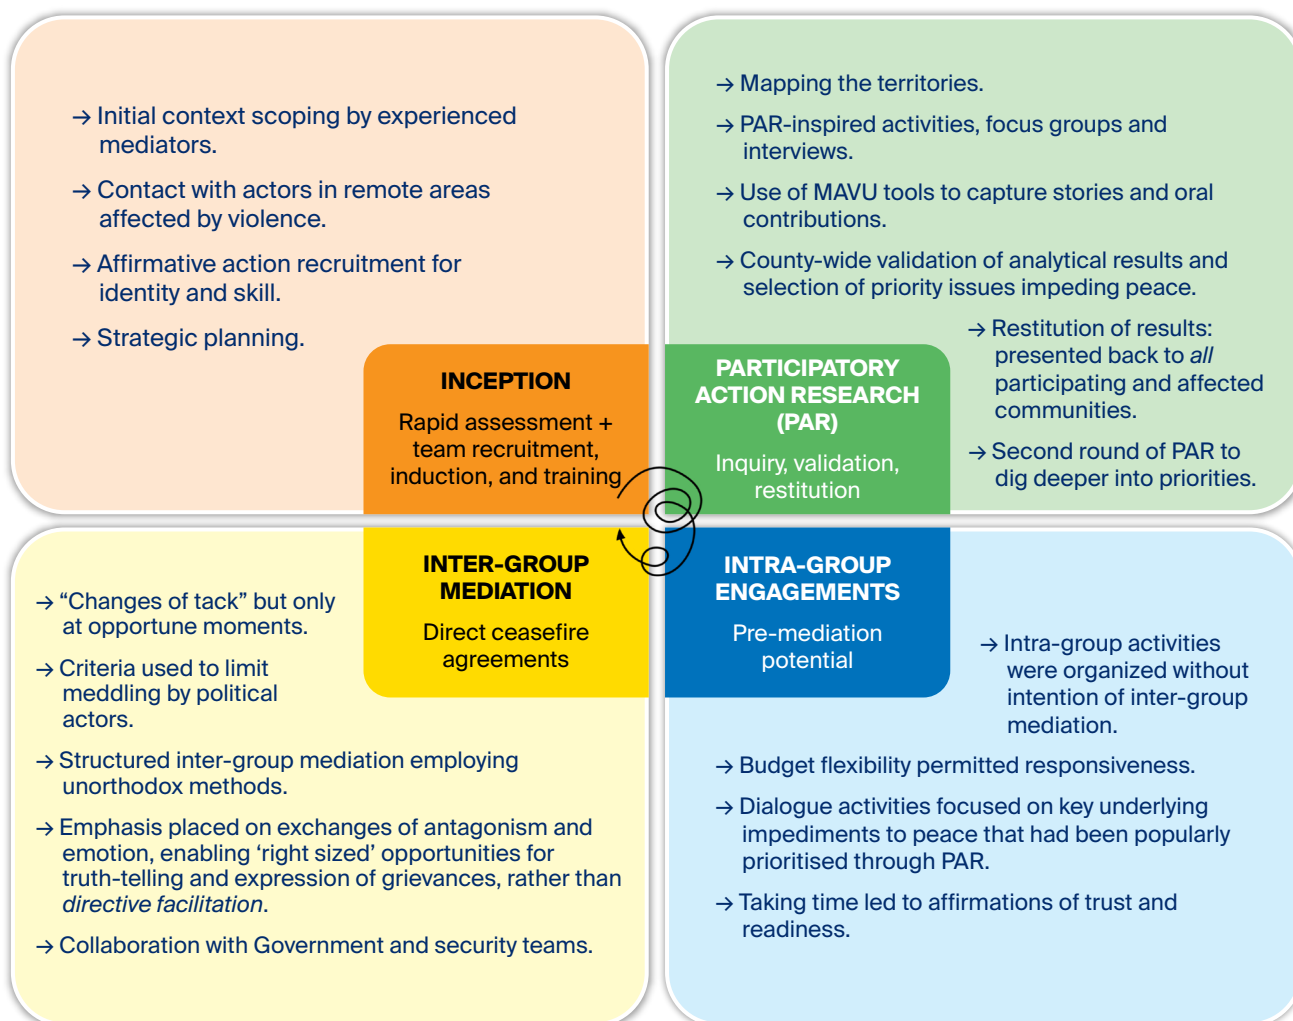 → Initial context scoping by experienced
mediators.
→ Contact with actors in remote areas
affected by violence.
→ Affirmative action recruitment for
identity and skill.
→ Strategic planning.
INCEPTION
Rapid assessment +
team recruitment,
induction, and training
→ Mapping the territories.
→ PAR-inspired activities, focus groups and
interviews.
→ Use of MAVU tools to capture stories and oral
contributions.
→ County-wide validation of analytical results and
selection of priority issues impeding peace.
→ Restitution of results:
presented back to all
participating and affected
communities.
→ Second round of PAR to
dig deeper into priorities.
PARTICIPATORY
ACTION RESEARCH
(PAR)
Inquiry, validation,
restitution
INTER-GROUP
MEDIATION
Direct ceasefire
agreements
→ “Changes of tack” but only
at opportune moments.
→ Criteria used to limit
meddling by political
actors.
→ Structured inter-group mediation employing
unorthodox methods.
→ Emphasis placed on exchanges of antagonism and
emotion, enabling ‘right sized’ opportunities for
truth-telling and expression of grievances, rather than
directive facilitation.
→ Collaboration with Government and security teams.
INTRA-GROUP
ENGAGEMENTS
Pre-mediation
potential
→ Intra-group activities
were organized without
intention of inter-group
mediation.
→ Budget flexibility permitted responsiveness.
→ Dialogue activities focused on key underlying
impediments to peace that had been popularly
prioritised through PAR.
→ Taking time led to affirmations of trust and
readiness.